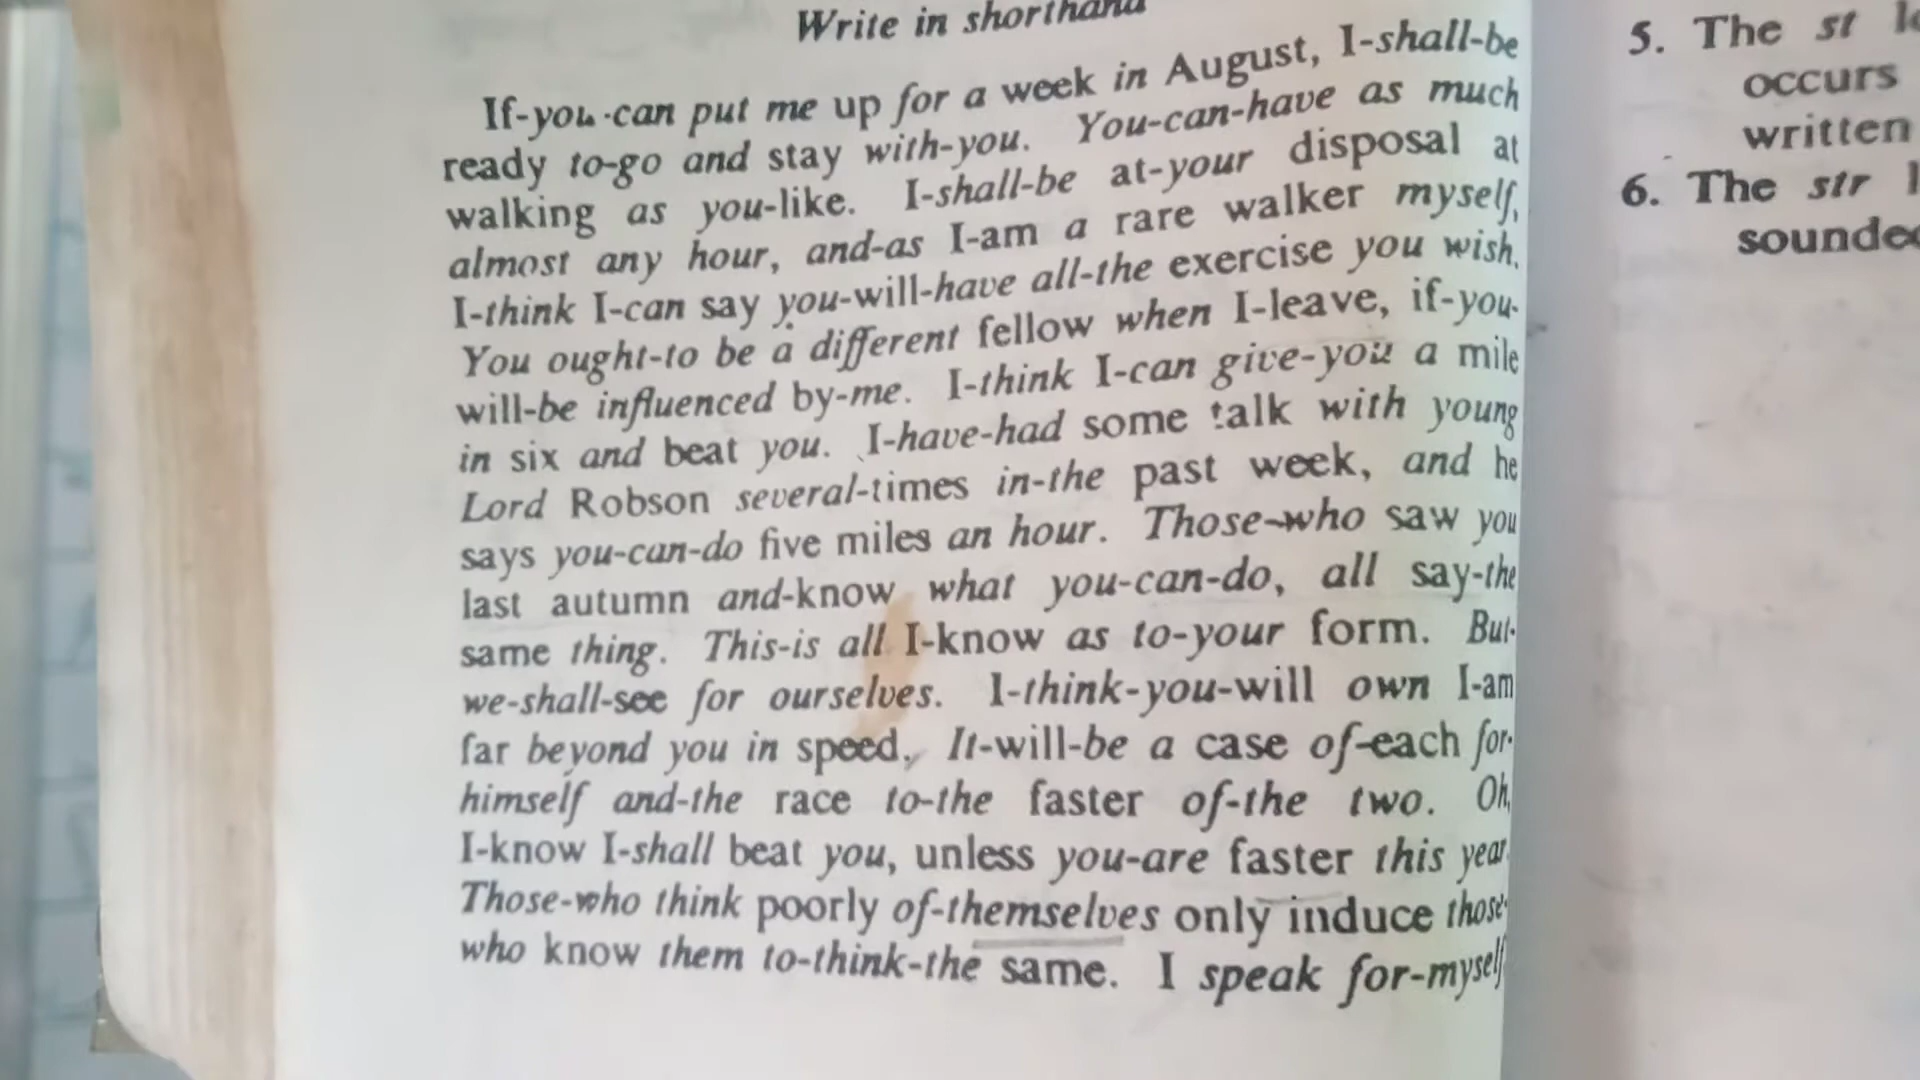 Write in shorthand
If-you-can put me up for a week in August, I-shall-be
ready to-go and stay with-you. You-can-have as much
walking as you-like. I-shall-be at-your disposal at
almost any hour, and-as I-am a rare walker myself,
I-think I-can say you-will-have all-the exercise you wish.
You ought-to be a different fellow when I-leave, if-you-
will-be influenced by-me. I-think I-can give-you a mile
in six and beat you. I-have-had some talk with young
Lord Robson several-times in-the past week, and he
says you-can-do five miles an hour. Those-who saw you
last autumn and-know what you-can-do, all say-the
same thing. This-is all I-know as to-your form. But-
we-shall-see for ourselves. I-think-you-will own I-am
far beyond you in speed. It-will-be a case of-each for-
himself and-the race to-the faster of-the two. Oh,
I-know I-shall beat you, unless you-are faster this year.
Those-who think poorly of-themselves only induce those-
who know them to-think-the same. I speak for-myself
5. The st
occurs
written
6. The str
sounded